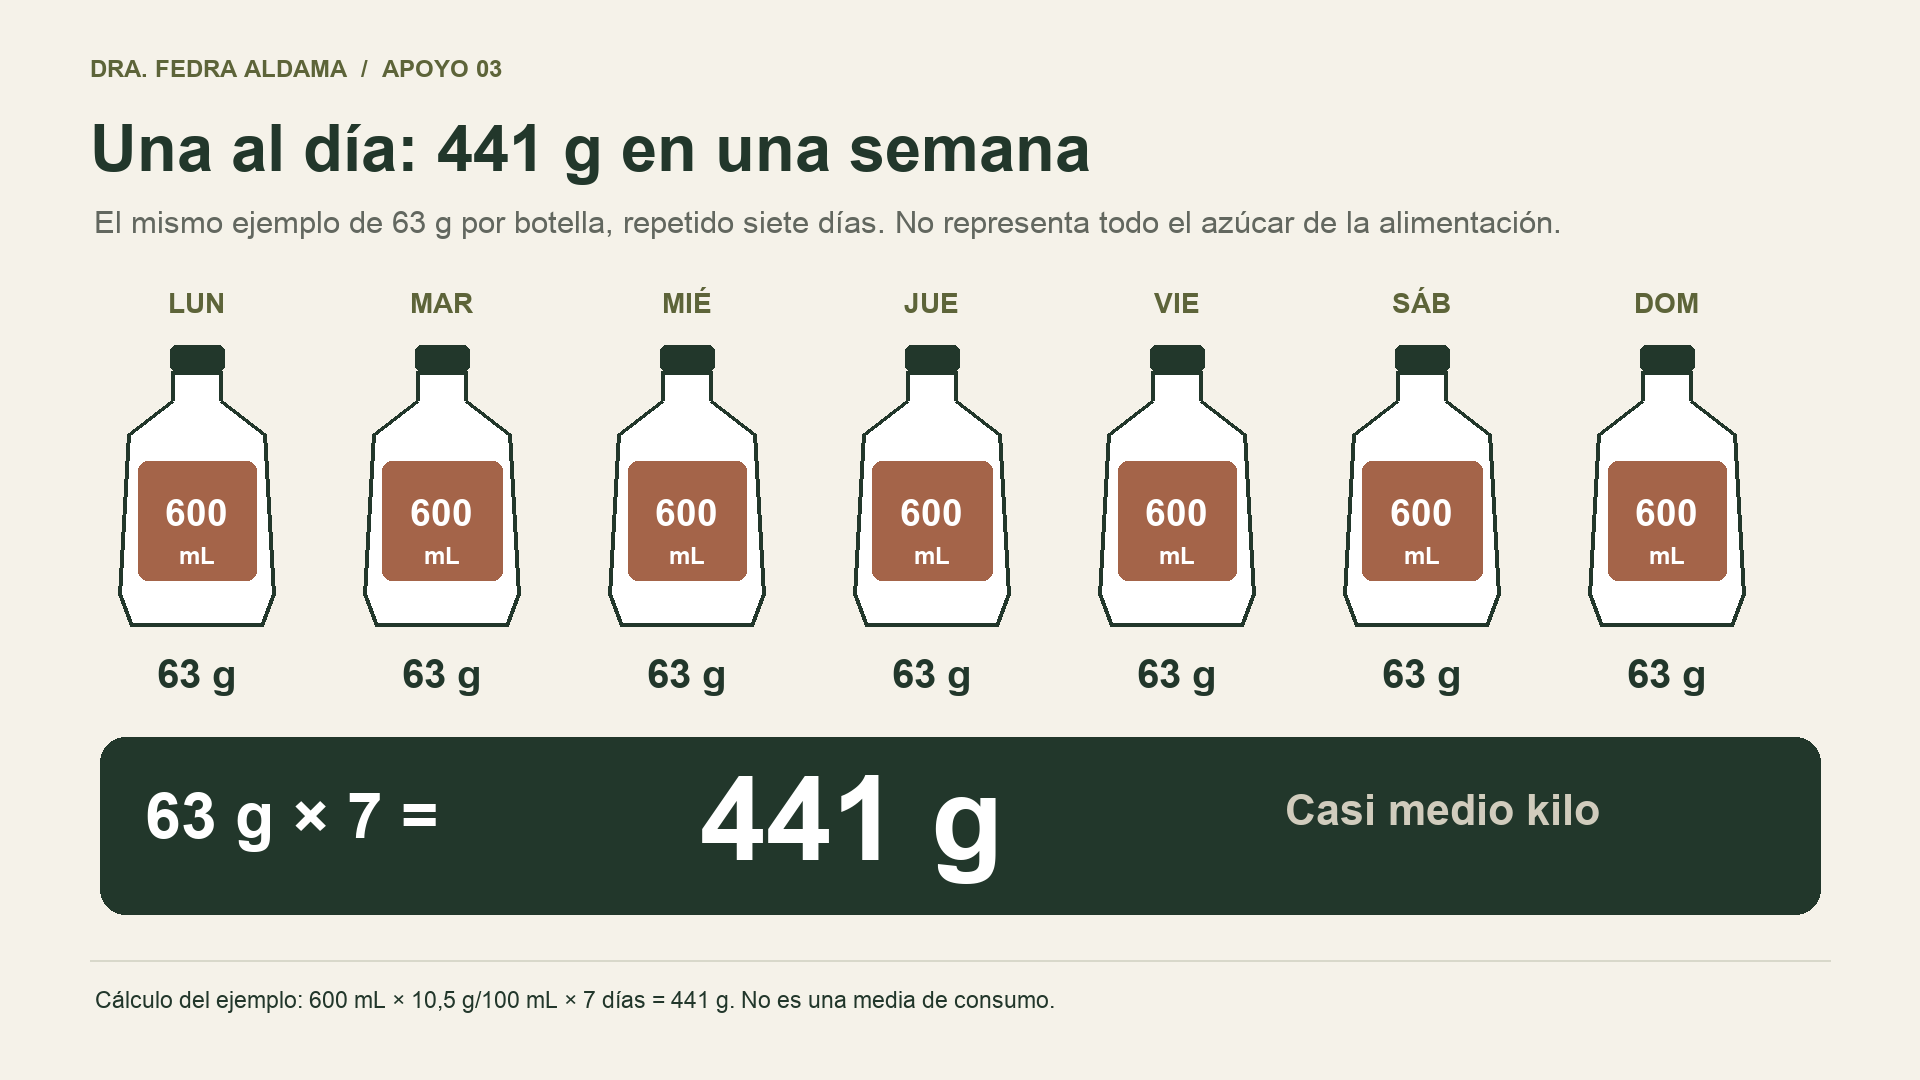 DRA. FEDRA ALDAMA / APOYO 03
Una al día: 441 g en una semana
El mismo ejemplo de 63 g por botella, repetido siete días. No representa todo el azúcar de la alimentación.
LUN MAR MIÉ JUE VIE SÁB DOM
600 600 600 600 600 600 600
mL mL mL mL mL mL mL
63 g 63 g 63 g 63 g 63 g 63 g 63 g
63 g × 7 = 441 g Casi medio kilo
Cálculo del ejemplo: 600 mL × 10,5 g/100 mL × 7 días = 441 g. No es una media de consumo.